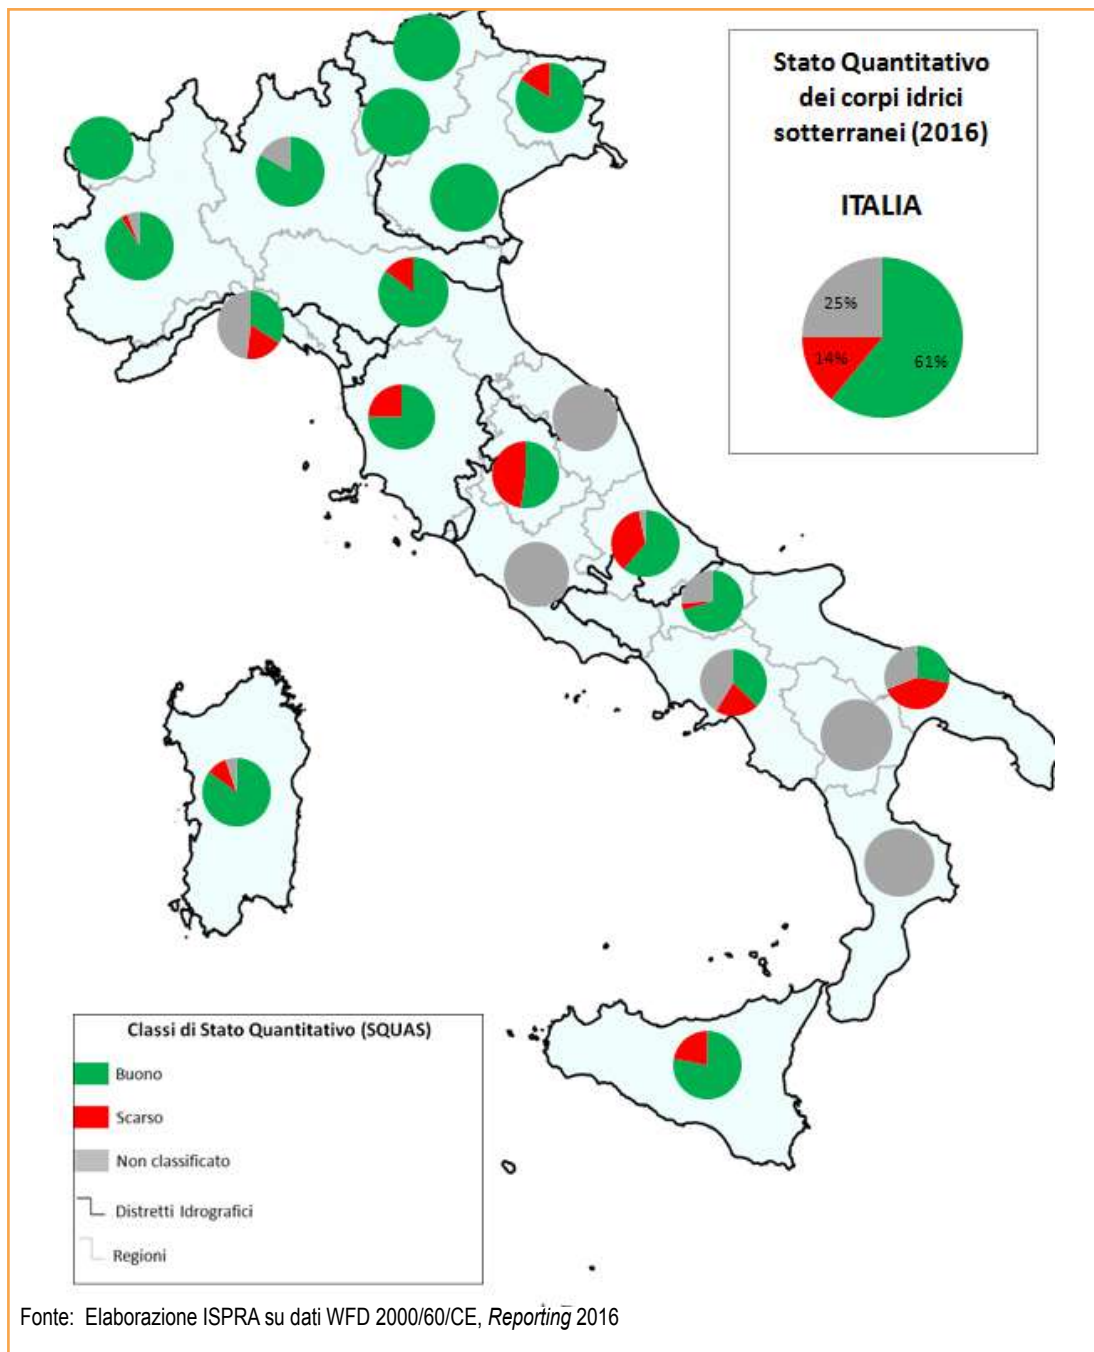 Stato Quantitativo
dei corpi idrici
sotterranei (2016)
ITALIA
25%
14%
61%
Classi di Stato Quantitativo (SQUAS)
Buono
Scarso
Non classificato
Distretti Idrografici
Regioni
Fonte: Elaborazione ISPRA su dati WFD 2000/60/CE, Reporting 2016